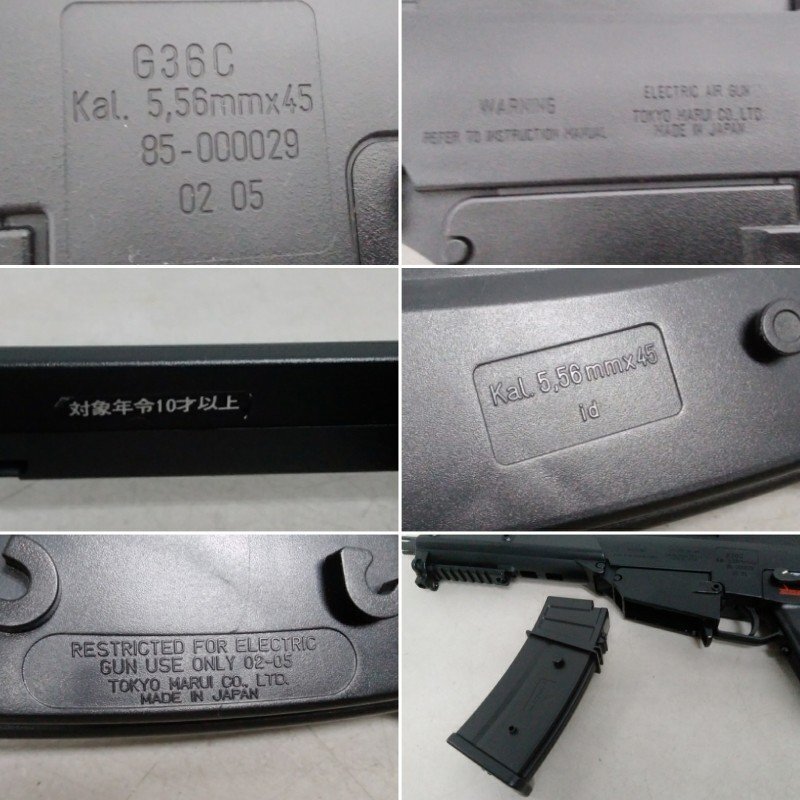 G36C
Kal. 5,56mmx45
85-000029
02 05
WARNING
REFER TO INSTRUCTION MANUAL
ELECTRIC AIR GUN
TOKYO MARUI CO., LTD.
MADE IN JAPAN
対象年令10才以上
Kal. 5,56mmx45
id
RESTRICTED FOR ELECTRIC
GUN USE ONLY 02-05
TOKYO MARUI CO., LTD.
MADE IN JAPAN
G36C